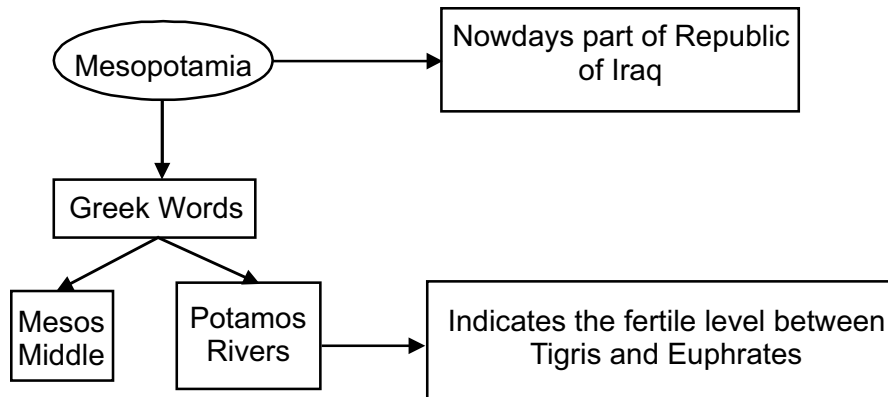 Mesopotamia
Nowdays part of Republic
of Iraq
Greek Words
Mesos
Middle
Potamos
Rivers
Indicates the fertile level between
Tigris and Euphrates